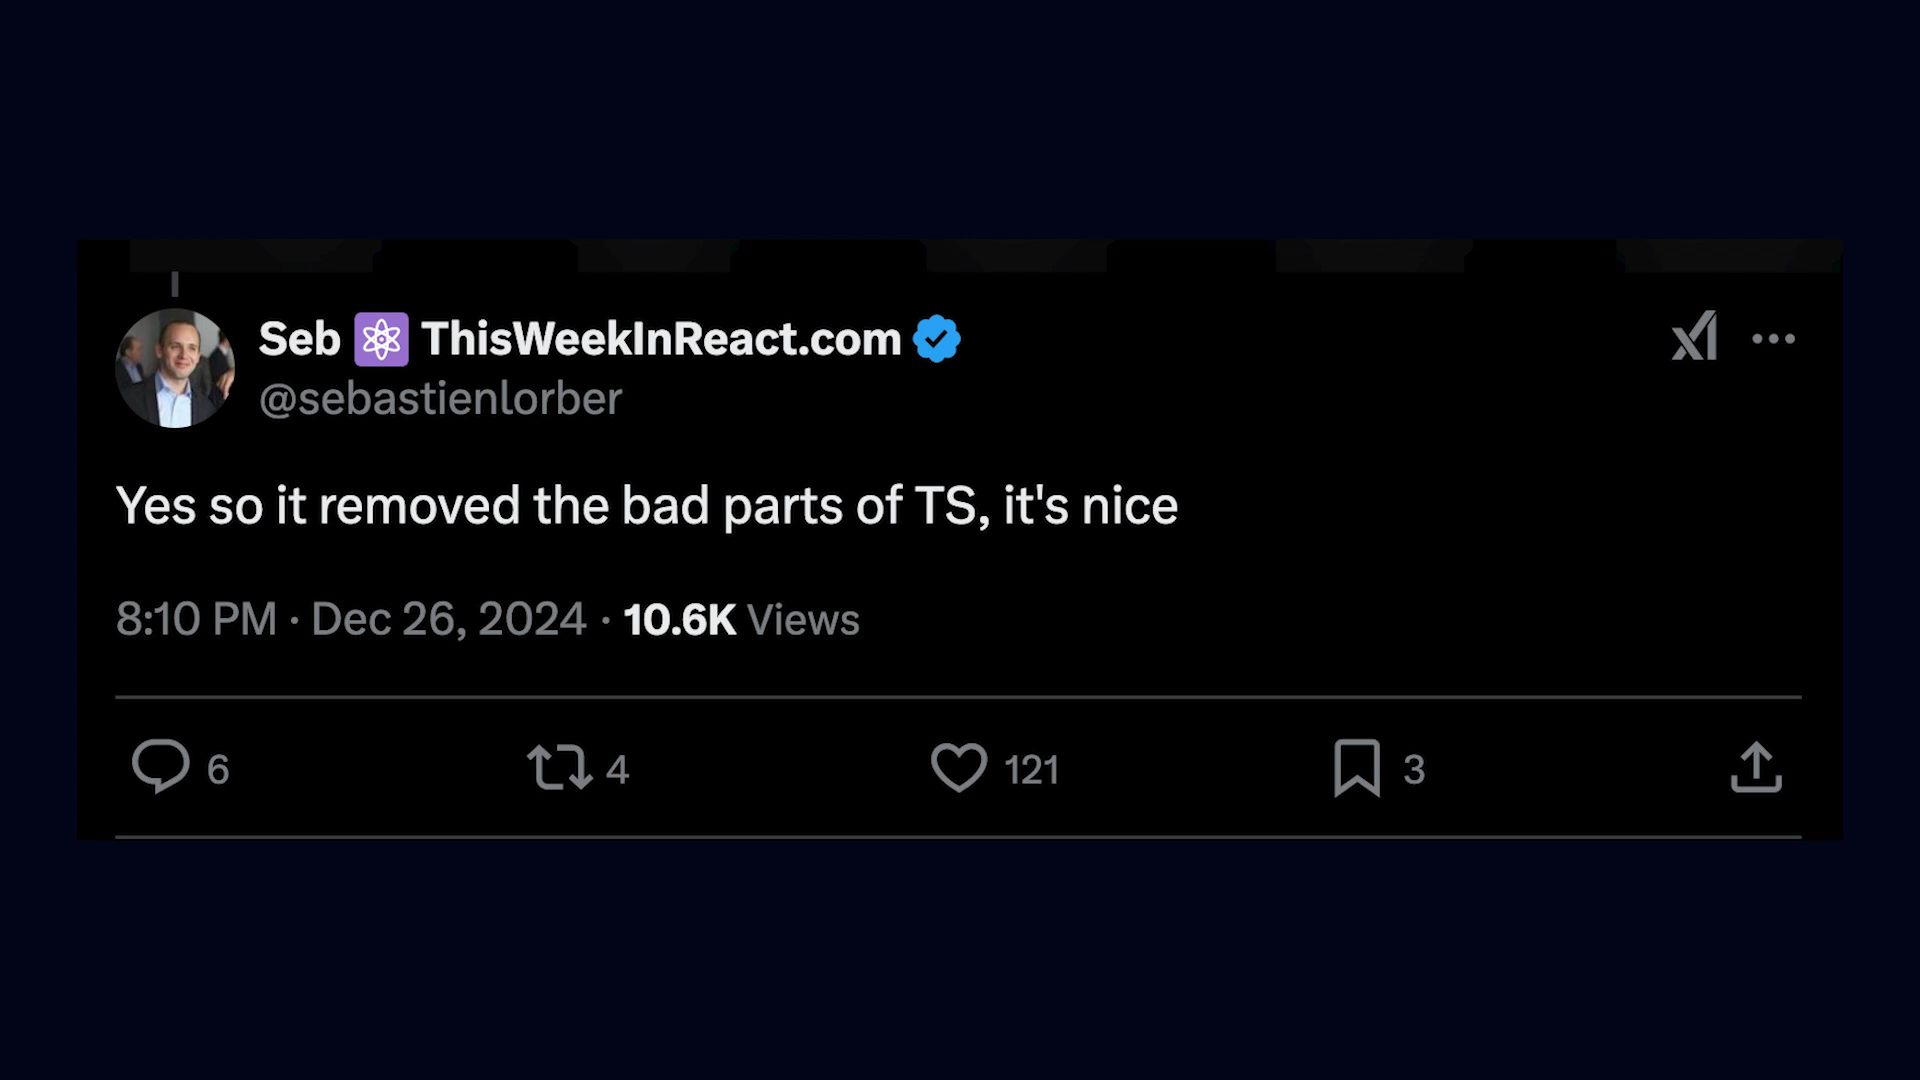 Seb ⚛️ ThisWeekInReact.com
@sebastienlorber
Yes so it removed the bad parts of TS, it's nice
8:10 PM · Dec 26, 2024 · 10.6K Views
6 4 121 3